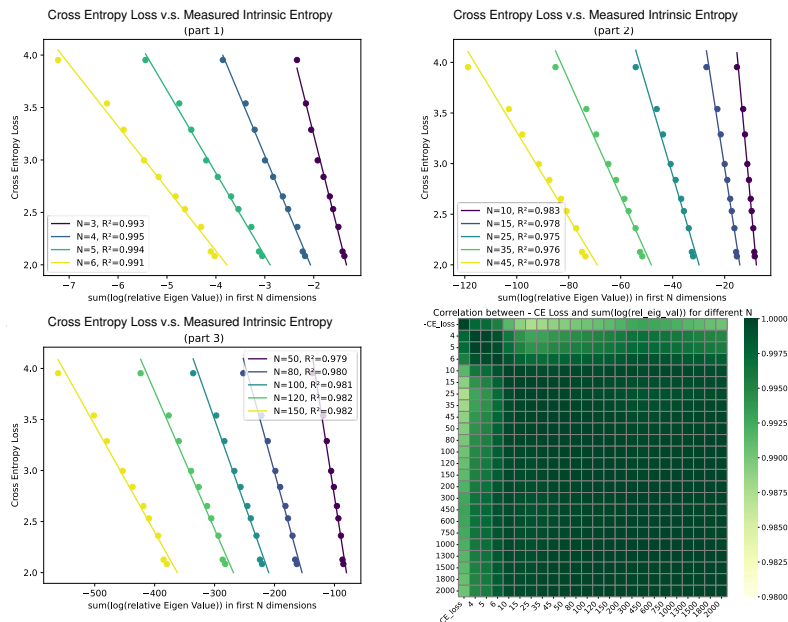 Cross Entropy Loss v.s. Measured Intrinsic Entropy
(part 1)
4.0
3.5
3.0
2.5
2.0
Cross Entropy Loss
N=3, R²=0.993
N=4, R²=0.995
N=5, R²=0.994
N=6, R²=0.991
−7 −6 −5 −4 −3 −2
sum(log(relative Eigen Value)) in first N dimensions
Cross Entropy Loss v.s. Measured Intrinsic Entropy
(part 2)
4.0
3.5
3.0
2.5
2.0
Cross Entropy Loss
N=10, R²=0.983
N=15, R²=0.978
N=25, R²=0.975
N=35, R²=0.976
N=45, R²=0.978
−120 −100 −80 −60 −40 −20
sum(log(relative Eigen Value)) in first N dimensions
Cross Entropy Loss v.s. Measured Intrinsic Entropy
(part 3)
4.0
3.5
3.0
2.5
2.0
Cross Entropy Loss
N=50, R²=0.979
N=80, R²=0.980
N=100, R²=0.981
N=120, R²=0.982
N=150, R²=0.982
−500 −400 −300 −200 −100
sum(log(relative Eigen Value)) in first N dimensions
Correlation between - CE Loss and sum(log(rel_eig_val)) for different N
-CE_loss
4
5
6
10
15
25
35
45
50
80
100
120
150
200
300
450
600
750
1000
1300
1500
1800
2000
CE_loss 4 5 6 10 15 25 35 45 50 80 100 120 150 200 300 450 600 750 1000 1300 1500 1800 2000
1.0000
0.9975
0.9950
0.9925
0.9900
0.9875
0.9850
0.9825
0.9800